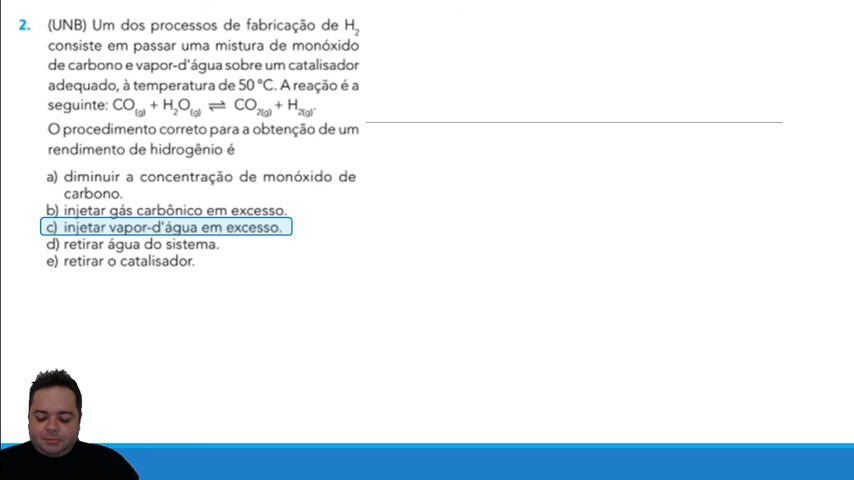 2. (UNB) Um dos processos de fabricação de H₂
consiste em passar uma mistura de monóxido
de carbono e vapor-d'água sobre um catalisador
adequado, à temperatura de 50 °C. A reação é a
seguinte: CO(g) + H₂O(g) ⇌ CO₂(g) + H₂(g).
O procedimento correto para a obtenção de um
rendimento de hidrogênio é
a) diminuir a concentração de monóxido de
carbono.
b) injetar gás carbônico em excesso.
c) injetar vapor-d'água em excesso.
d) retirar água do sistema.
e) retirar o catalisador.